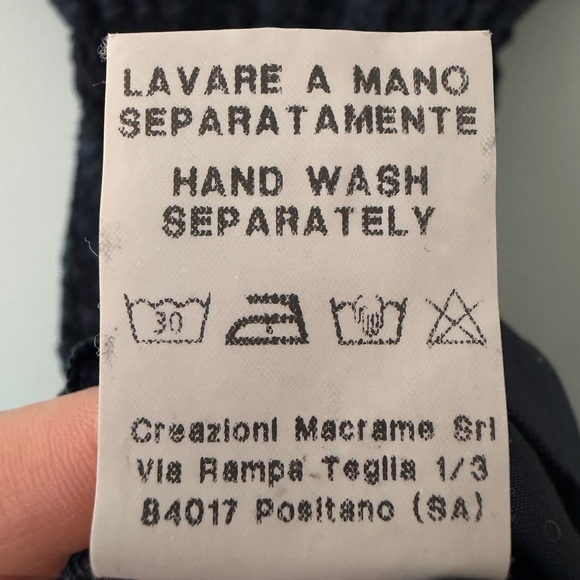 LAVARE A MANO
SEPARATAMENTE
HAND WASH
SEPARATELY
30
Creazioni Macrame Srl
Via Rampa Teglia 1/3
84017 Positano (SA)